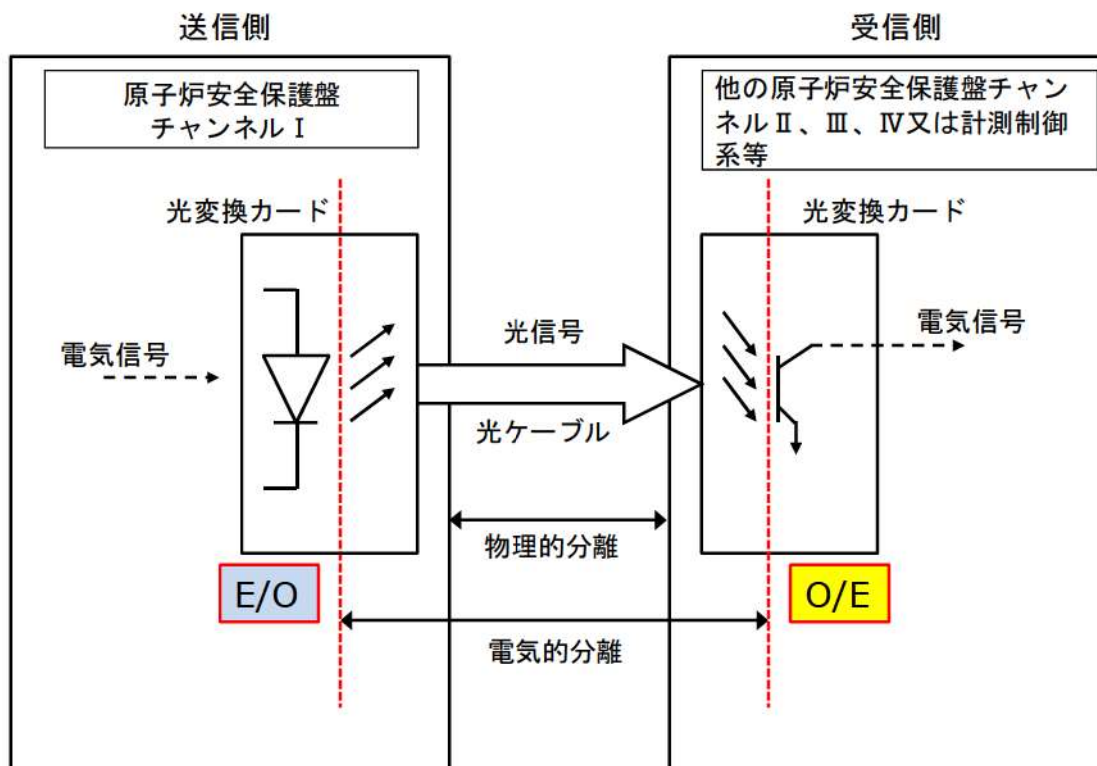 送信側
受信側
原子炉安全保護盤
チャンネルⅠ
他の原子炉安全保護盤チャン
ネルⅡ、Ⅲ、Ⅳ又は計測制御
系等
光変換カード
光変換カード
電気信号
光信号
電気信号
光ケーブル
物理的分離
E/O
O/E
電気的分離